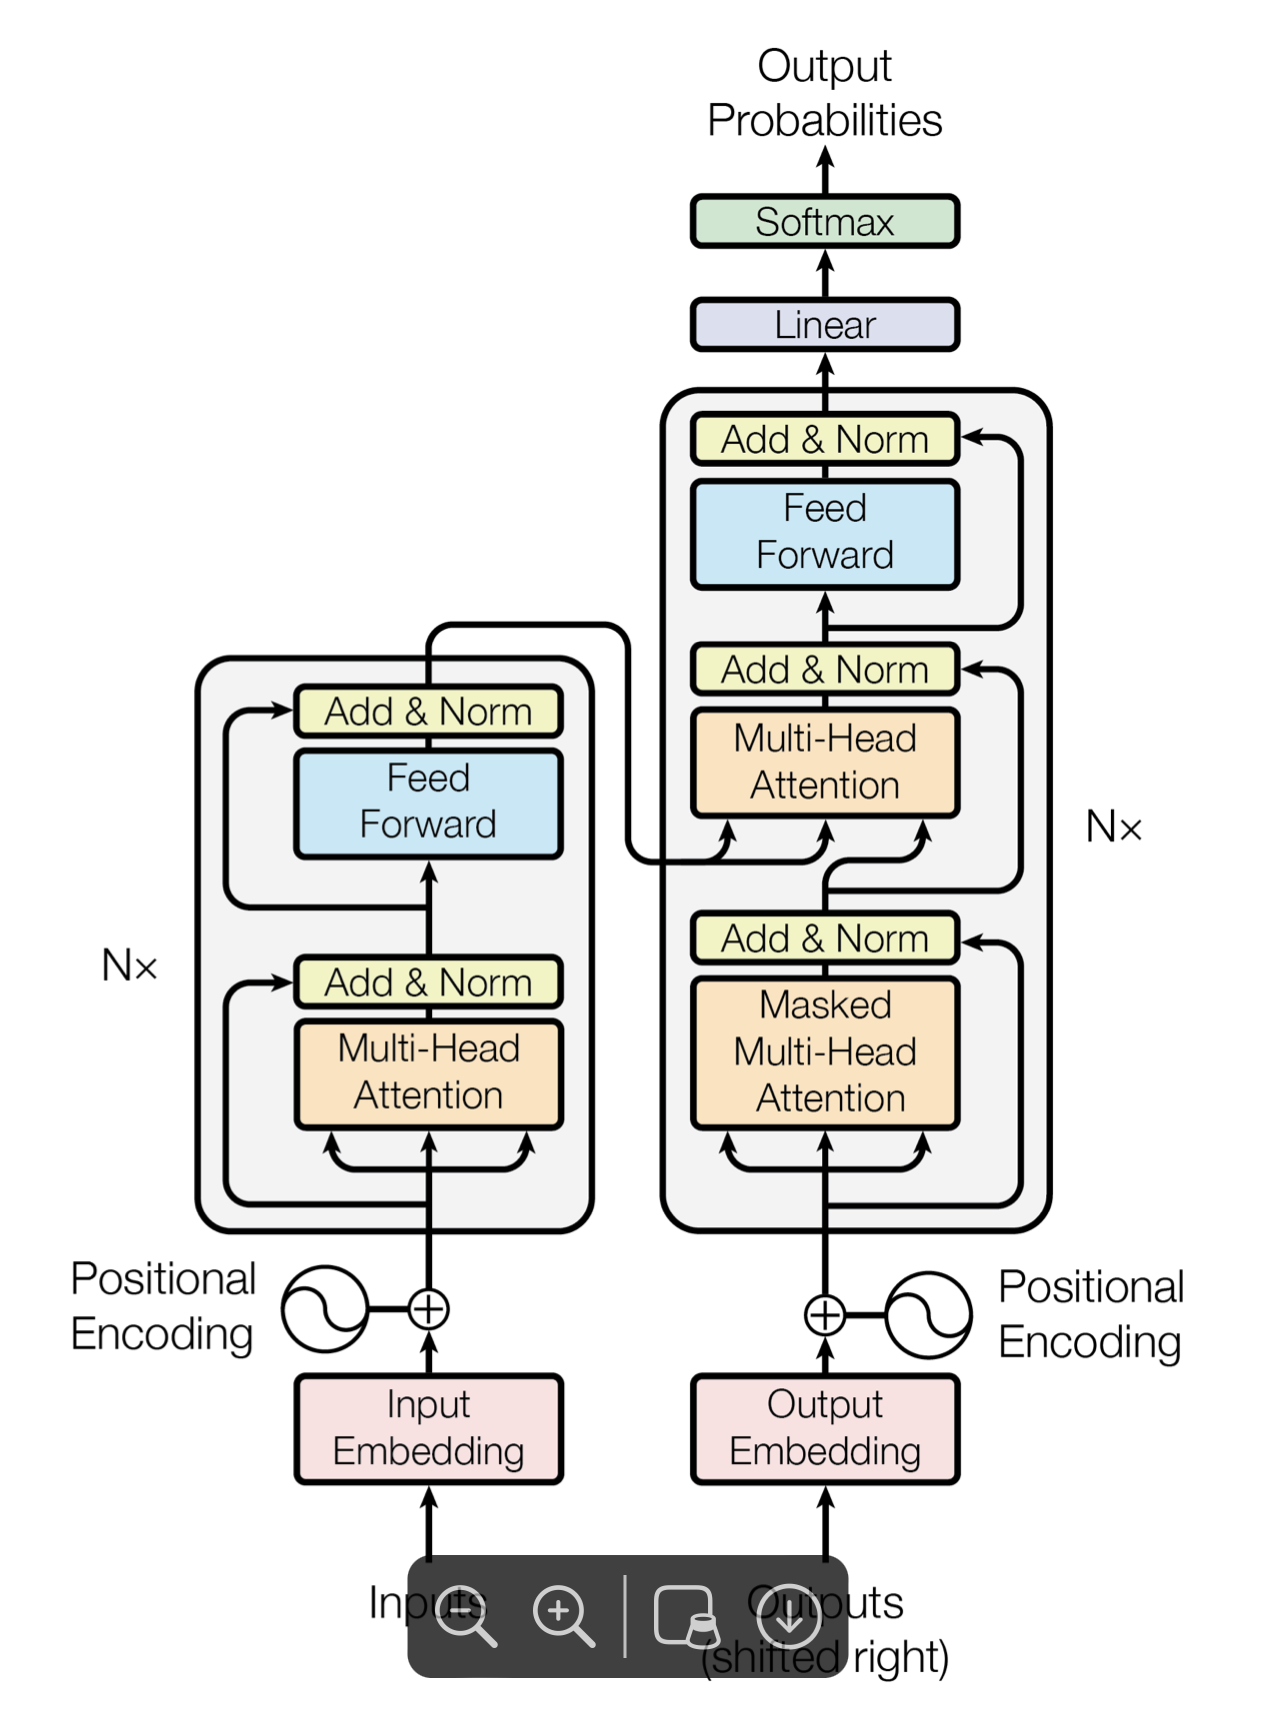 Output
Probabilities
Softmax
Linear
Add & Norm
Feed
Forward
Add & Norm
Multi-Head
Attention
Nx
Add & Norm
Masked
Multi-Head
Attention
Add & Norm
Feed
Forward
Nx
Add & Norm
Multi-Head
Attention
Positional
Encoding
Positional
Encoding
Input
Embedding
Output
Embedding
Inputs
Outputs
(shifted right)